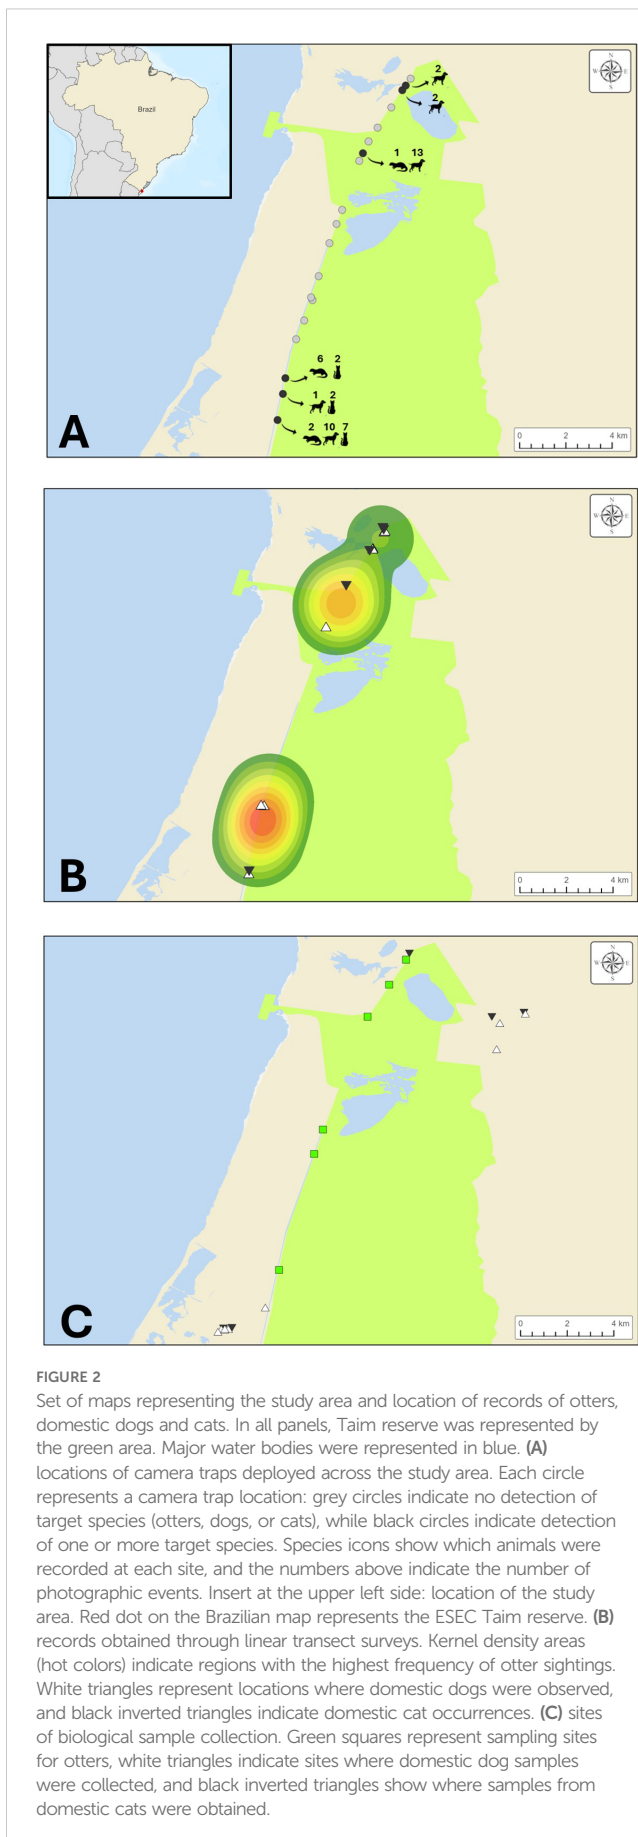 Brazil
N
W
E
S
2
2
1 13
6 2
1 2
2 10 7
A
0 2 4 km
N
W
E
S
B
0 2 4 km
N
W
E
S
C
0 2 4 km
FIGURE 2
Set of maps representing the study area and location of records of otters,
domestic dogs and cats. In all panels, Taim reserve was represented by
the green area. Major water bodies were represented in blue. (A)
locations of camera traps deployed across the study area. Each circle
represents a camera trap location: grey circles indicate no detection of
target species (otters, dogs, or cats), while black circles indicate detection
of one or more target species. Species icons show which animals were
recorded at each site, and the numbers above indicate the number of
photographic events. Insert at the upper left side: location of the study
area. Red dot on the Brazilian map represents the ESEC Taim reserve. (B)
records obtained through linear transect surveys. Kernel density areas
(hot colors) indicate regions with the highest frequency of otter sightings.
White triangles represent locations where domestic dogs were observed,
and black inverted triangles indicate domestic cat occurrences. (C) sites
of biological sample collection. Green squares represent sampling sites
for otters, white triangles indicate sites where domestic dog samples
were collected, and black inverted triangles show where samples from
domestic cats were obtained.